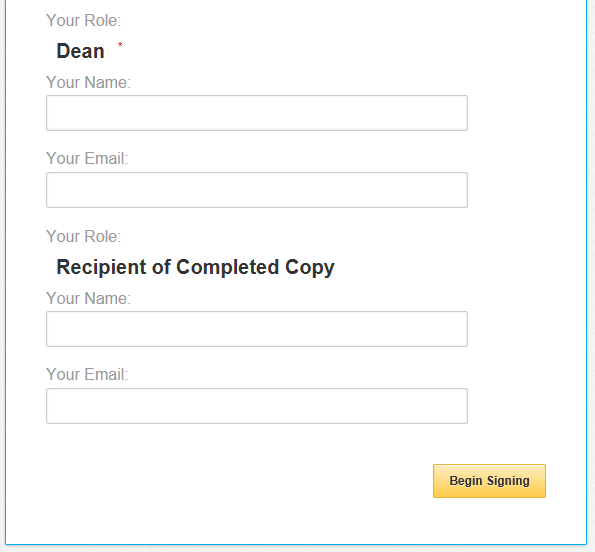 Your Role:
Dean *
Your Name:
Your Email:
Your Role:
Recipient of Completed Copy
Your Name:
Your Email:
Begin Signing